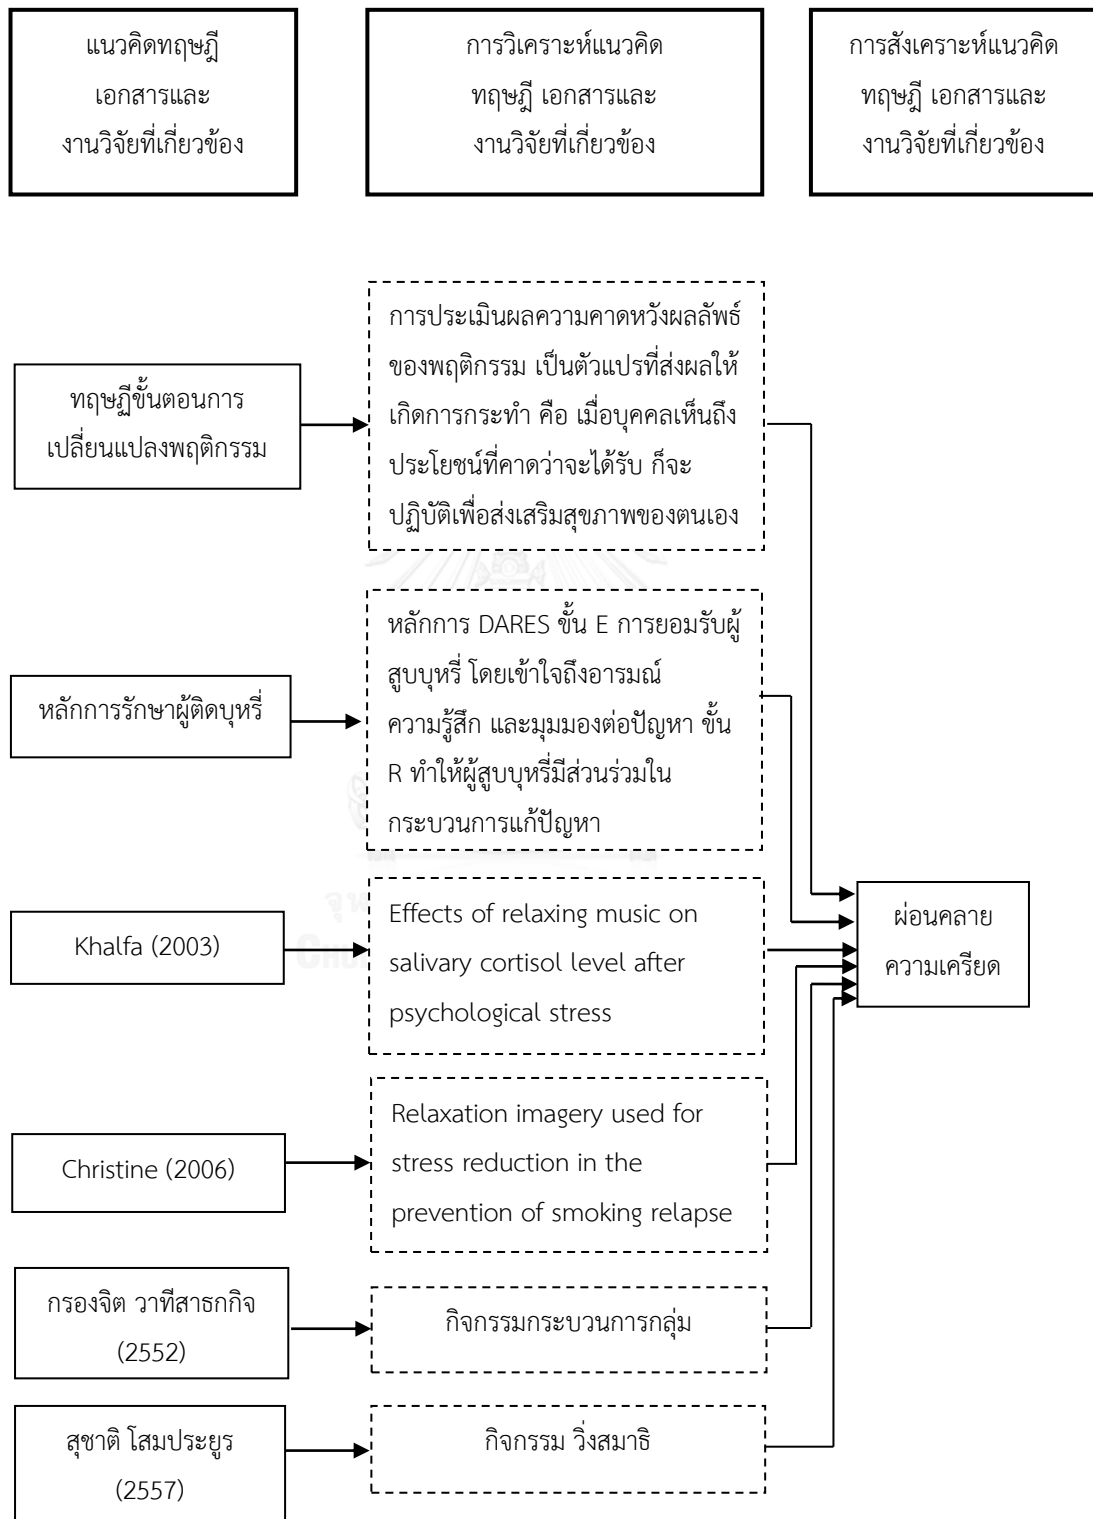 แนวคิดทฤษฎี
เอกสารและ
งานวิจัยที่เกี่ยวข้อง
การวิเคราะห์แนวคิด
ทฤษฎี เอกสารและ
งานวิจัยที่เกี่ยวข้อง
การสังเคราะห์แนวคิด
ทฤษฎี เอกสารและ
งานวิจัยที่เกี่ยวข้อง
ทฤษฏีขั้นตอนการ
เปลี่ยนแปลงพฤติกรรม
การประเมินผลความคาดหวังผลลัพธ์
ของพฤติกรรม เป็นตัวแปรที่ส่งผลให้
เกิดการกระทำ คือ เมื่อบุคคลเห็นถึง
ประโยชน์ที่คาดว่าจะได้รับ ก็จะ
ปฏิบัติเพื่อส่งเสริมสุขภาพของตนเอง
หลักการรักษาผู้ติดบุหรี่
หลักการ DARES ขั้น E การยอมรับผู้
สูบบุหรี่ โดยเข้าใจถึงอารมณ์
ความรู้สึก และมุมมองต่อปัญหา ขั้น
R ทำให้ผู้สูบบุหรี่มีส่วนร่วมใน
กระบวนการแก้ปัญหา
Khalfa (2003)
Effects of relaxing music on
salivary cortisol level after
psychological stress
ผ่อนคลาย
ความเครียด
Christine (2006)
Relaxation imagery used for
stress reduction in the
prevention of smoking relapse
กรองจิต วาทีสาธกกิจ
(2552)
กิจกรรมกระบวนการกลุ่ม
สุชาติ โสมประยูร
(2557)
กิจกรรม วิ่งสมาธิ